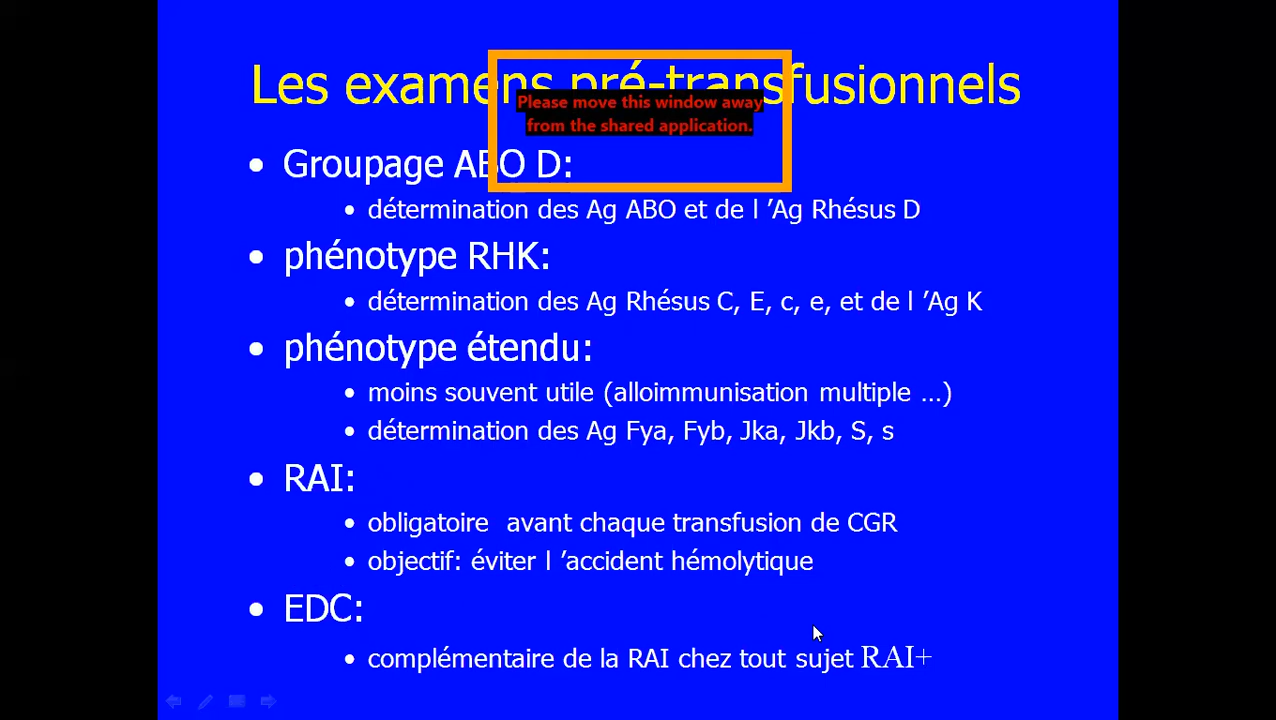 Les examens pré-transfusionnels
Please move this window away
from the shared application.
• Groupage ABO D:
• détermination des Ag ABO et de l ’Ag Rhésus D
• phénotype RHK:
• détermination des Ag Rhésus C, E, c, e, et de l ’Ag K
• phénotype étendu:
• moins souvent utile (alloimmunisation multiple …)
• détermination des Ag Fya, Fyb, Jka, Jkb, S, s
• RAI:
• obligatoire  avant chaque transfusion de CGR
• objectif: éviter l ’accident hémolytique
• EDC:
• complémentaire de la RAI chez tout sujet RAI+